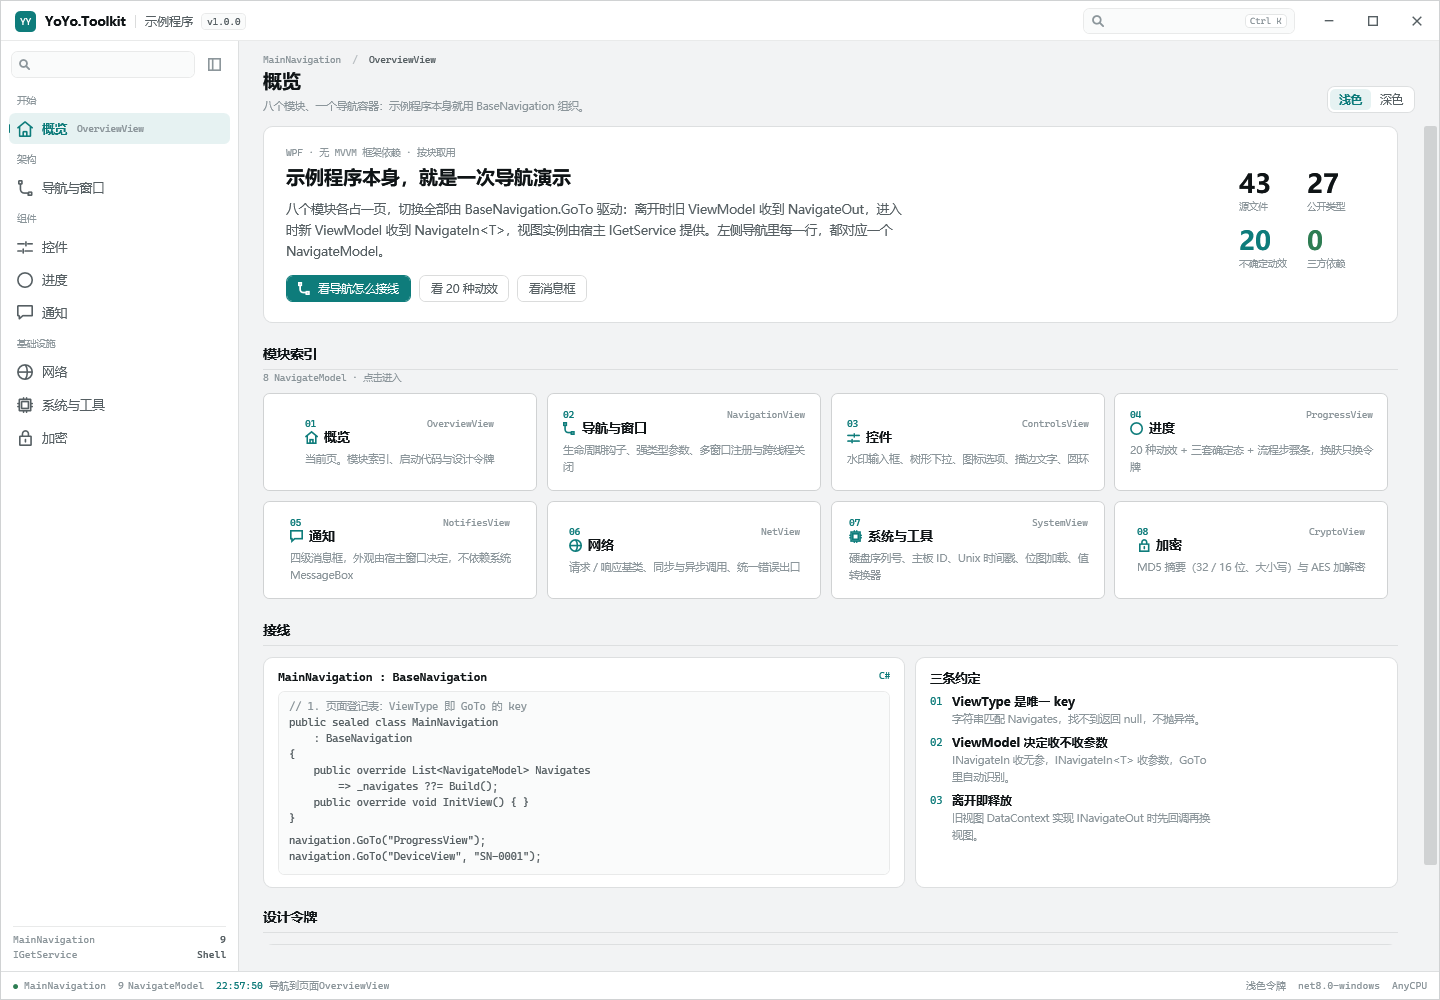 YY YoYo.Toolkit 示例程序 v1.0.0 Ctrl K
开始
概览 OverviewView
架构
导航与窗口
组件
控件
进度
通知
基础设施
网络
系统与工具
加密
MainNavigation 9
IGetService Shell
MainNavigation / OverviewView
概览
八个模块、一个导航容器：示例程序本身就用 BaseNavigation 组织。
浅色 深色
WPF · 无 MVVM 框架依赖 · 按块取用
示例程序本身，就是一次导航演示
八个模块各占一页，切换全部由 BaseNavigation.GoTo 驱动：离开时旧 ViewModel 收到 NavigateOut，进入
时新 ViewModel 收到 NavigateIn<T>，视图实例由宿主 IGetService 提供。左侧导航里每一行，都对应一个
NavigateModel。
看导航怎么接线 看 20 种动效 看消息框
43 27
源文件 公开类型
20 0
不确定动效 三方依赖
模块索引
8 NavigateModel · 点击进入
01 OverviewView
概览
当前页。模块索引、启动代码与设计令牌
02 NavigationView
导航与窗口
生命周期钩子、强类型参数、多窗口注册与跨线程关
闭
03 ControlsView
控件
水印输入框、树形下拉、图标选项、描边文字、圆环
04 ProgressView
进度
20 种动效 + 三套确定态 + 流程步骤条，换肤只换令
牌
05 NotifiesView
通知
四级消息框，外观由宿主窗口决定，不依赖系统
MessageBox
06 NetView
网络
请求 / 响应基类、同步与异步调用、统一错误出口
07 SystemView
系统与工具
硬盘序列号、主板 ID、Unix 时间戳、位图加载、值
转换器
08 CryptoView
加密
MD5 摘要（32 / 16 位、大小写）与 AES 加解密
接线
MainNavigation : BaseNavigation C#
// 1. 页面登记表：ViewType 即 GoTo 的 key
public sealed class MainNavigation
    : BaseNavigation
{
    public override List<NavigateModel> Navigates
        => _navigates ??= Build();
    public override void InitView() { }
}
navigation.GoTo("ProgressView");
navigation.GoTo("DeviceView", "SN-0001");
三条约定
01 ViewType 是唯一 key
字符串匹配 Navigates，找不到返回 null，不抛异常。
02 ViewModel 决定收不收参数
INavigateIn 收无参，INavigateIn<T> 收参数，GoTo
里自动识别。
03 离开即释放
旧视图 DataContext 实现 INavigateOut 时先回调再换
视图。
设计令牌
MainNavigation 9 NavigateModel 22:57:50 导航到页面OverviewView 浅色令牌 net8.0-windows AnyCPU